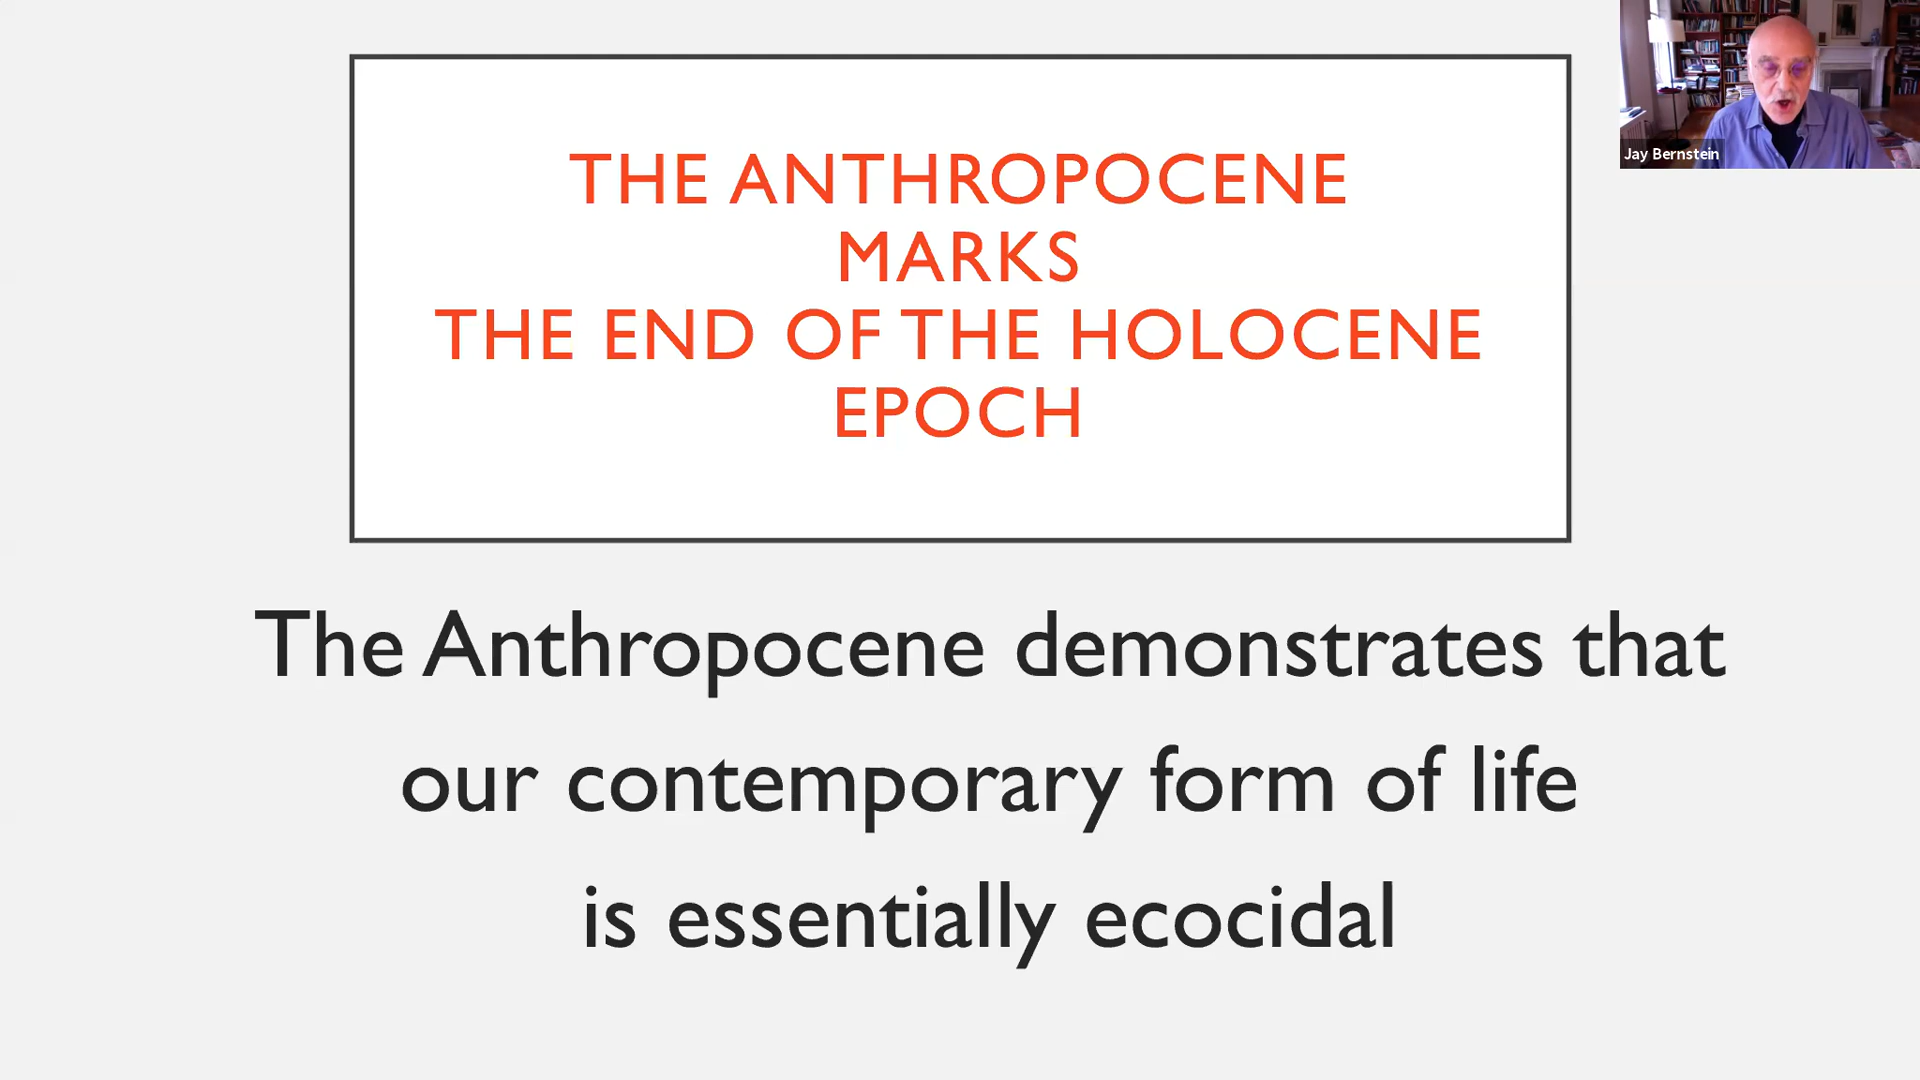 THE ANTHROPOCENE
MARKS
THE END OF THE HOLOCENE
EPOCH
The Anthropocene demonstrates that
our contemporary form of life
is essentially ecocidal
Jay Bernstein